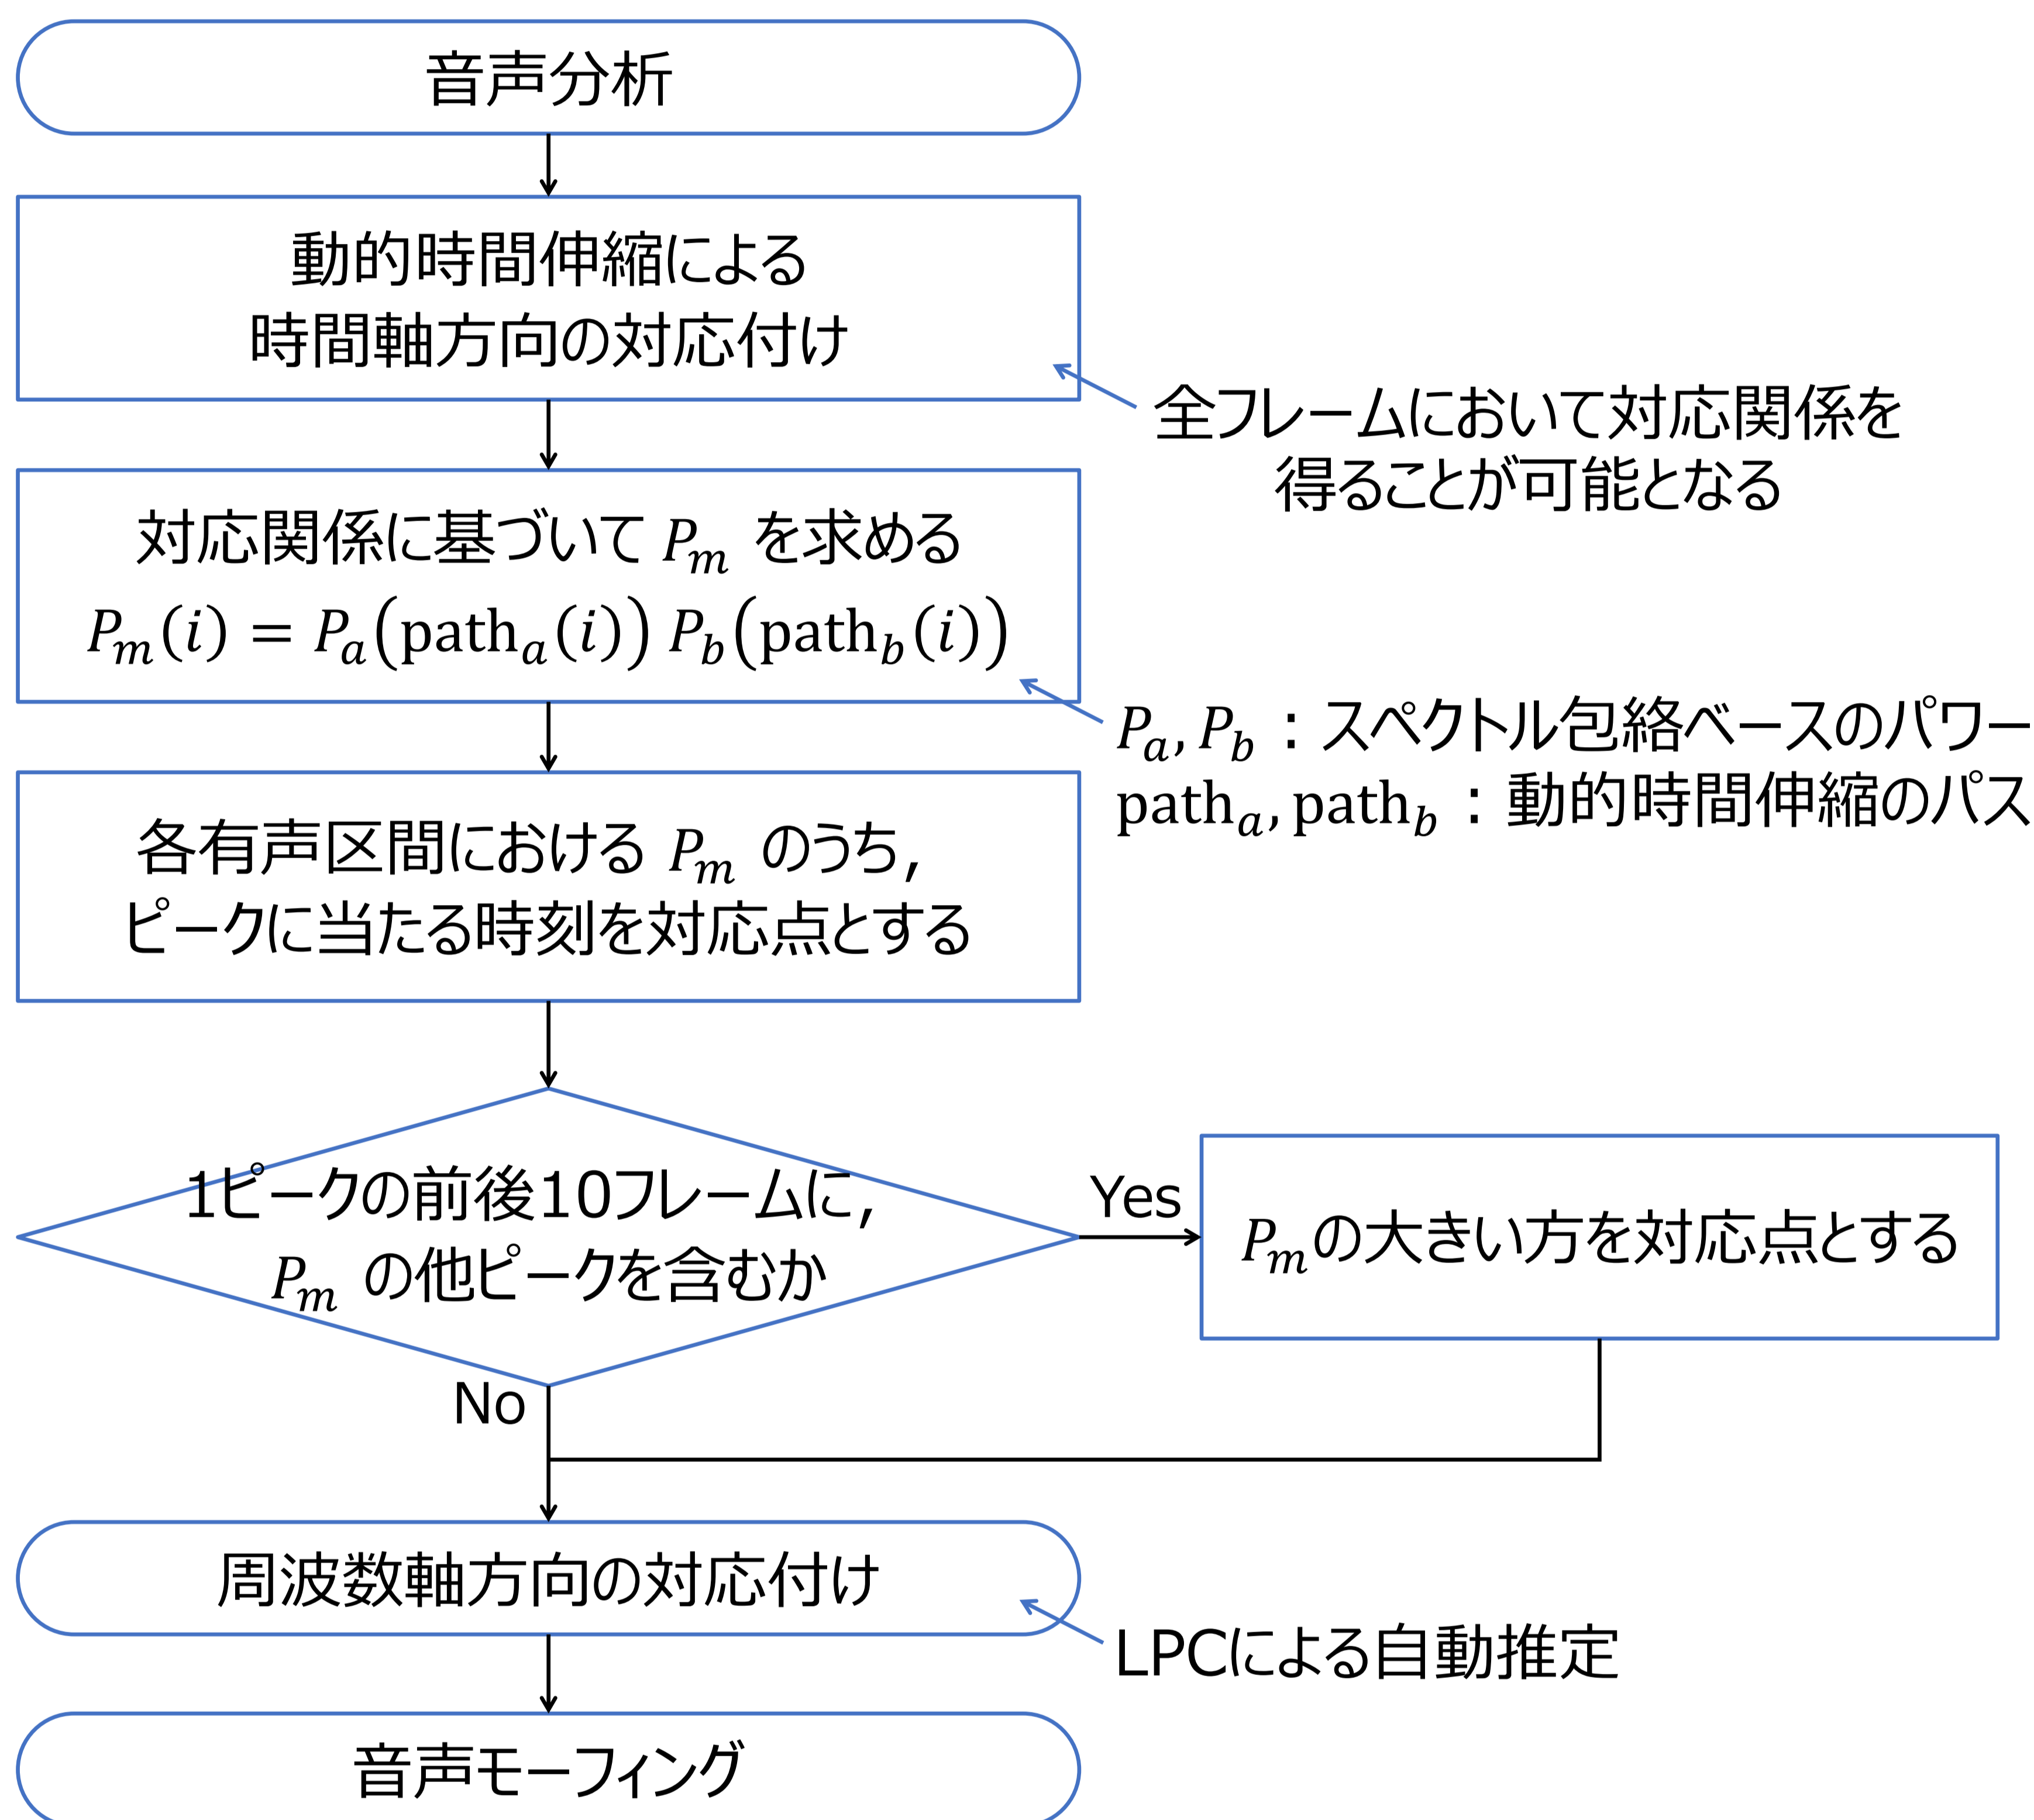 音声分析
動的時間伸縮による
時間軸方向の対応付け
全フレームにおいて対応関係を
得ることが可能となる
対応関係に基づいて Pm を求める
Pm(i) = Pa(patha(i)) Pb(pathb(i))
Pa, Pb : スペクトル包絡ベースのパワー
patha, pathb : 動的時間伸縮のパス
各有声区間における Pm のうち,
ピークに当たる時刻を対応点とする
1ピークの前後10フレームに,
Pm の他ピークを含むか
Yes
Pmの大きい方を対応点とする
No
周波数軸方向の対応付け
LPCによる自動推定
音声モーフィング